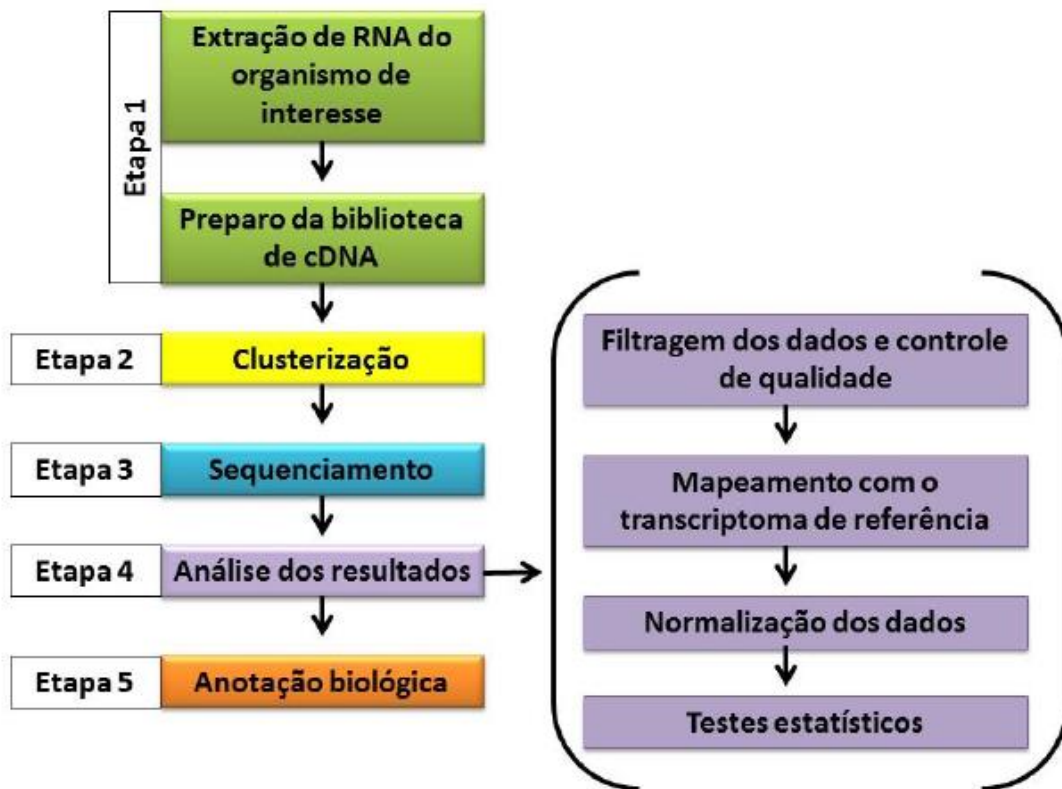 Etapa 1
Extração de RNA do
organismo de
interesse
Preparo da biblioteca
de cDNA
Etapa 2
Clusterização
Etapa 3
Sequenciamento
Etapa 4
Análise dos resultados
Etapa 5
Anotação biológica
Filtragem dos dados e controle
de qualidade
Mapeamento com o
transcriptoma de referência
Normalização dos dados
Testes estatísticos